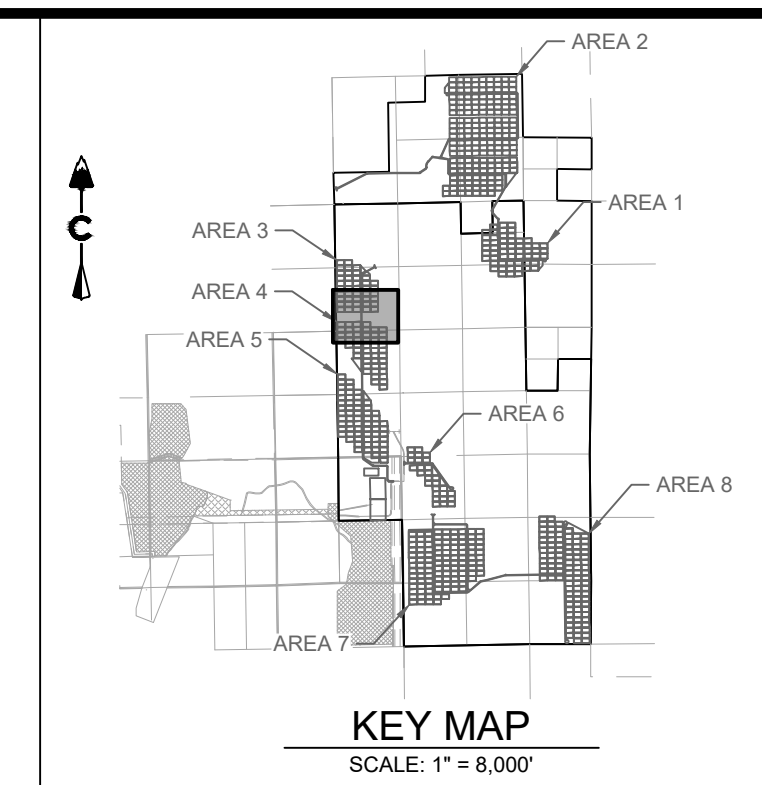 AREA 2
AREA 1
AREA 3
AREA 4
AREA 5
AREA 6
AREA 8
AREA 7
C
KEY MAP
SCALE: 1" = 8,000'